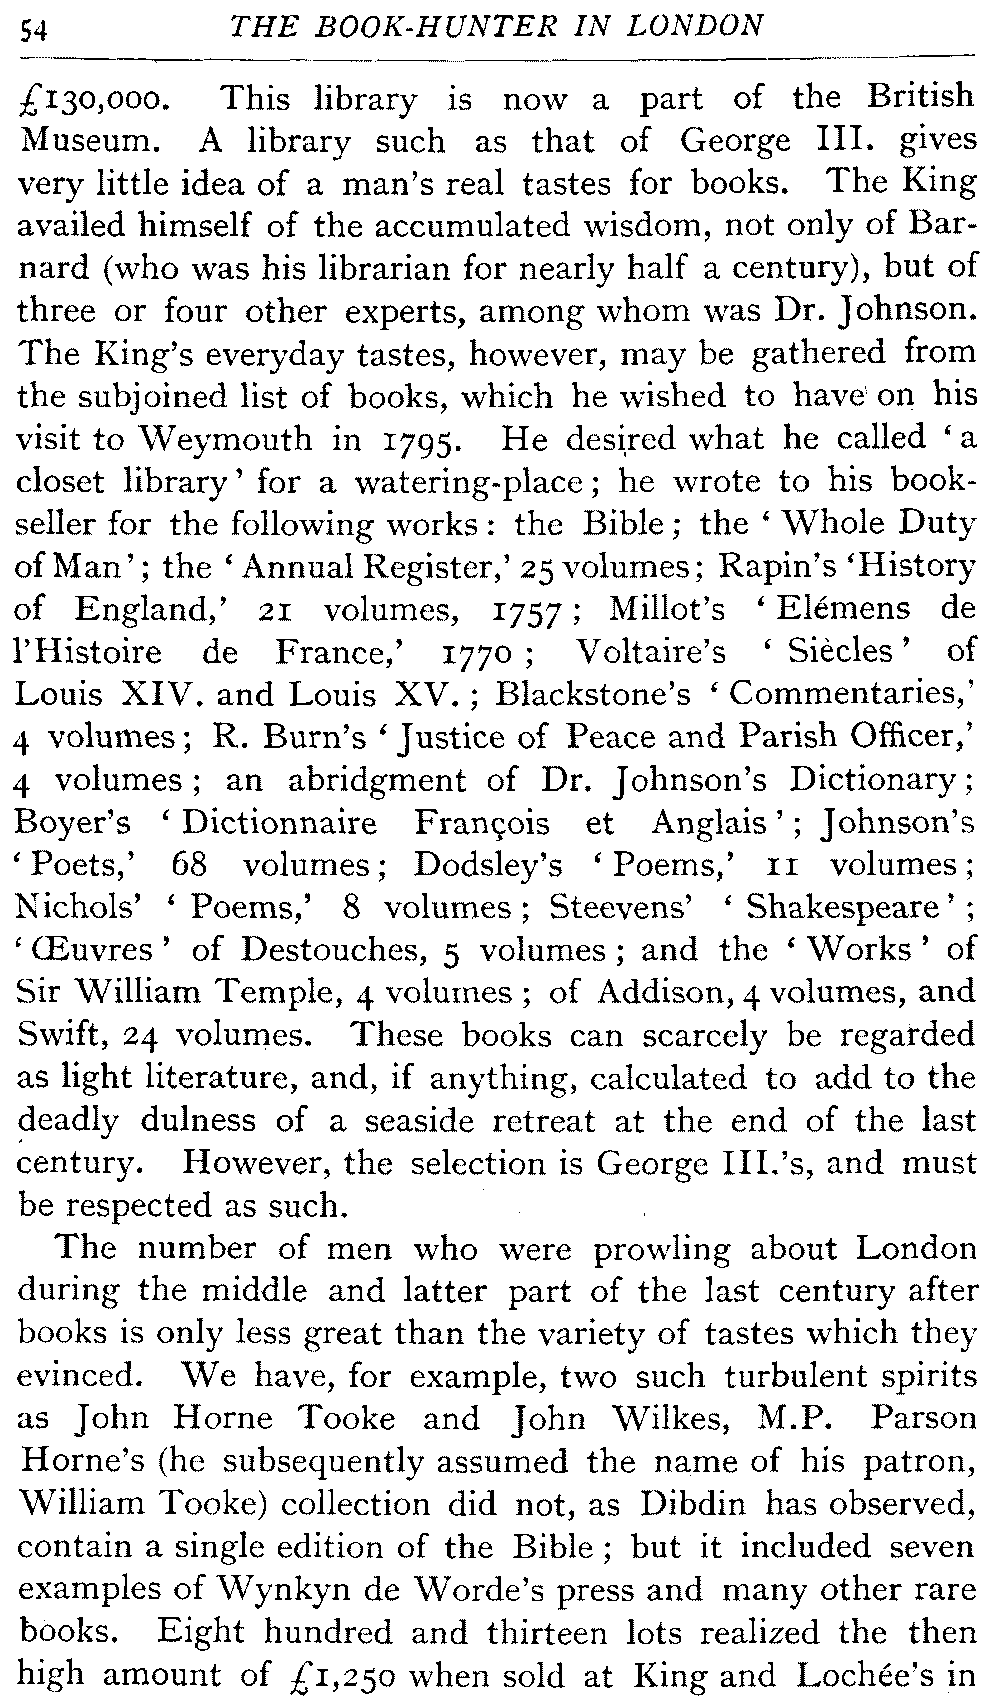 54 THE BOOK-HUNTER IN LONDON
£130,000. This library is now a part of the British
Museum. A library such as that of George III. gives
very little idea of a man's real tastes for books. The King
availed himself of the accumulated wisdom, not only of Bar-
nard (who was his librarian for nearly half a century), but of
three or four other experts, among whom was Dr. Johnson.
The King's everyday tastes, however, may be gathered from
the subjoined list of books, which he wished to have on his
visit to Weymouth in 1795. He desired what he called ‘a
closet library’ for a watering-place; he wrote to his book-
seller for the following works: the Bible; the ‘Whole Duty
of Man’; the ‘Annual Register,’ 25 volumes; Rapin's ‘History
of England,’ 21 volumes, 1757; Millot's ‘Elémens de
l'Histoire de France,’ 1770; Voltaire's ‘Siècles’ of
Louis XIV. and Louis XV.; Blackstone's ‘Commentaries,’
4 volumes; R. Burn's ‘Justice of Peace and Parish Officer,’
4 volumes; an abridgment of Dr. Johnson's Dictionary;
Boyer's ‘Dictionnaire François et Anglais’; Johnson's
‘Poets,’ 68 volumes; Dodsley's ‘Poems,’ 11 volumes;
Nichols' ‘Poems,’ 8 volumes; Steevens' ‘Shakespeare’;
‘Œuvres’ of Destouches, 5 volumes; and the ‘Works’ of
Sir William Temple, 4 volumes; of Addison, 4 volumes, and
Swift, 24 volumes. These books can scarcely be regarded
as light literature, and, if anything, calculated to add to the
deadly dulness of a seaside retreat at the end of the last
century. However, the selection is George III.'s, and must
be respected as such.
The number of men who were prowling about London
during the middle and latter part of the last century after
books is only less great than the variety of tastes which they
evinced. We have, for example, two such turbulent spirits
as John Horne Tooke and John Wilkes, M.P. Parson
Horne's (he subsequently assumed the name of his patron,
William Tooke) collection did not, as Dibdin has observed,
contain a single edition of the Bible; but it included seven
examples of Wynkyn de Worde's press and many other rare
books. Eight hundred and thirteen lots realized the then
high amount of £1,250 when sold at King and Lochée's in